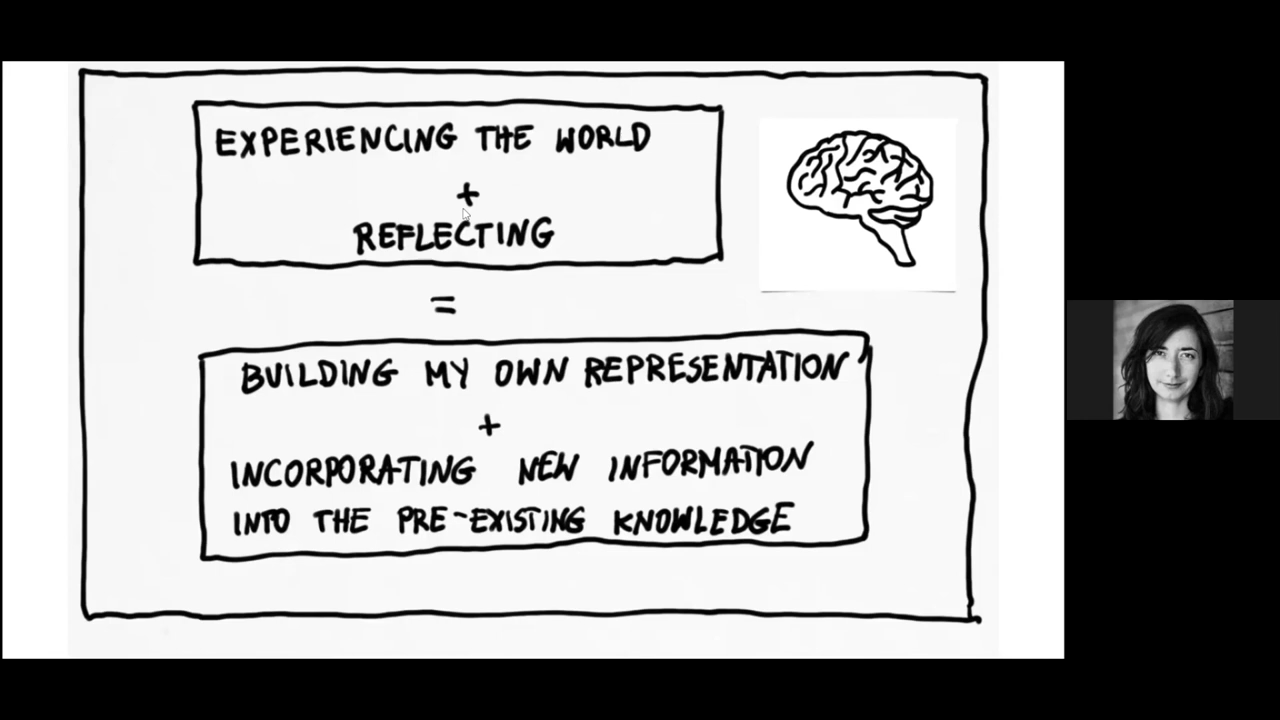 EXPERIENCING THE WORLD
+
REFLECTING
=
BUILDING MY OWN REPRESENTATION
+
INCORPORATING NEW INFORMATION
INTO THE PRE-EXISTING KNOWLEDGE